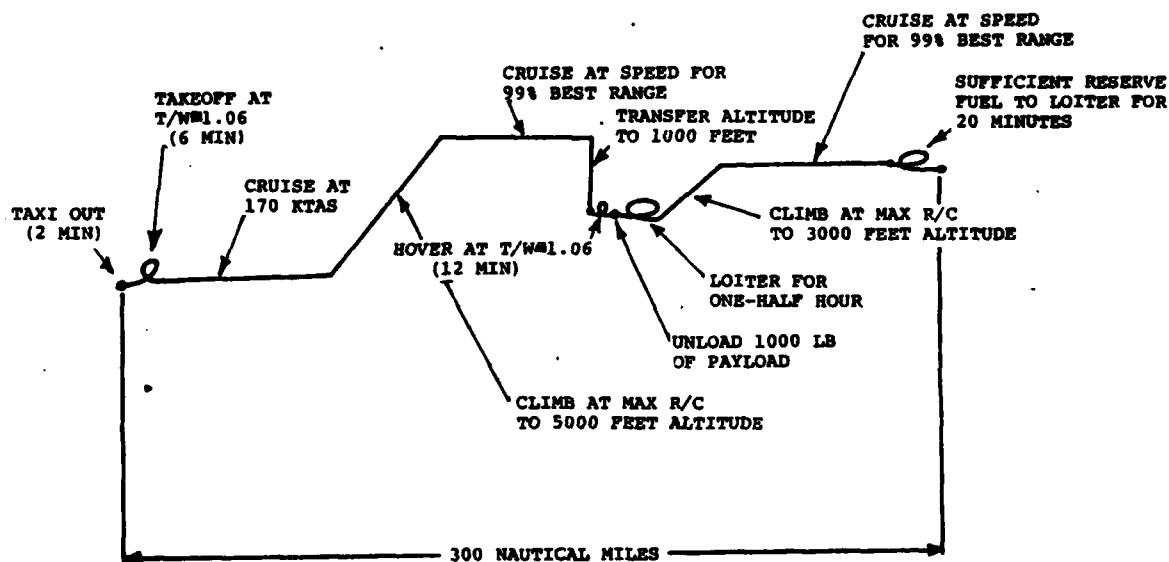 CRUISE AT SPEED
FOR 99% BEST RANGE
CRUISE AT SPEED FOR
99% BEST RANGE
SUFFICIENT RESERVE
FUEL TO LOITER FOR
20 MINUTES
TAKEOFF AT
T/W=1.06
(6 MIN)
TRANSFER ALTITUDE
TO 1000 FEET
CRUISE AT
170 KTAS
TAXI OUT
(2 MIN)
HOVER AT T/W=1.06
(12 MIN)
CLIMB AT MAX R/C
TO 3000 FEET ALTITUDE
LOITER FOR
ONE-HALF HOUR
UNLOAD 1000 LB
OF PAYLOAD
CLIMB AT MAX R/C
TO 5000 FEET ALTITUDE
300 NAUTICAL MILES